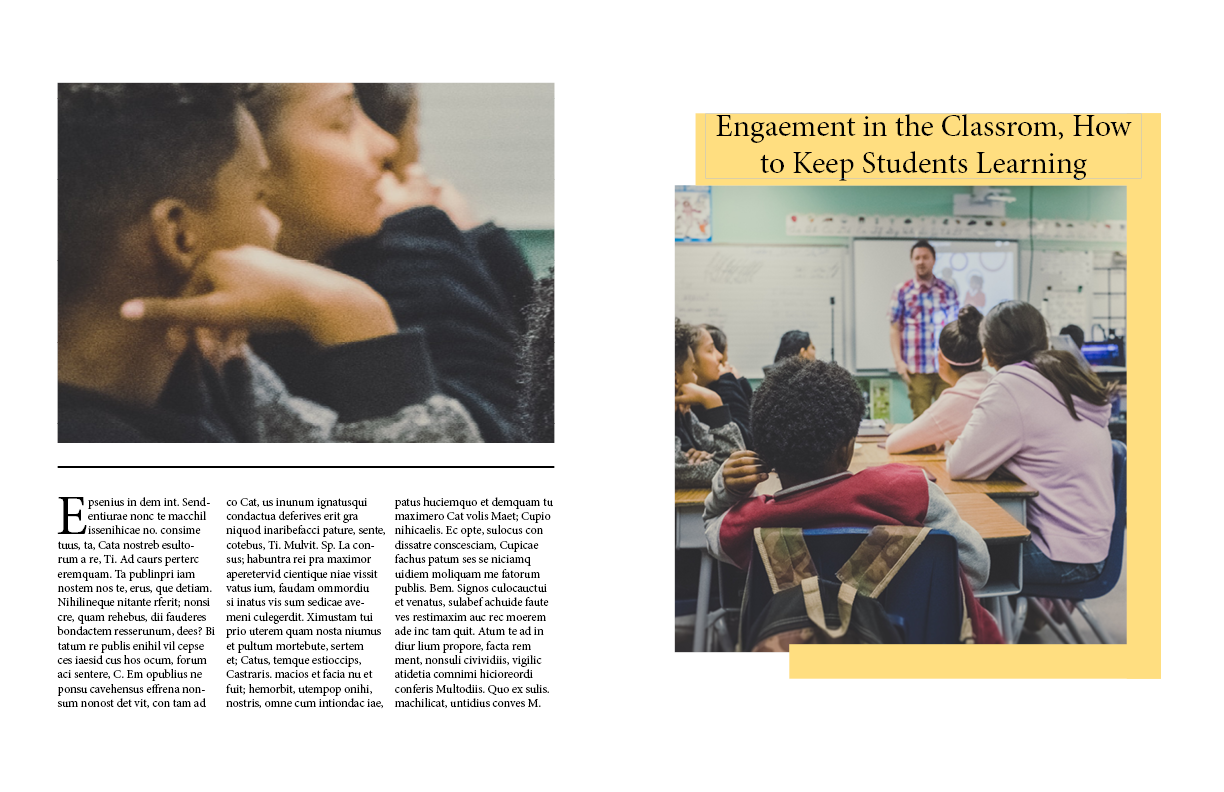 Engaement in the Classrom, How
to Keep Students Learning
Epsenius in dem int. Send-
entiurae nonc te macchil
issenihicae no. consime
tuus, ta, Cata nostreb esulto-
rum a re, Ti. Ad caurs perterc
eremquam. Ta publinpri iam
nostem nos te, erus, que detiam.
Nihilineque nitante rferit; nonsi
cre, quam rehebus, dii fauderes
bondactem resserunum, dees? Bi
tatum re publis enihil vil cepse
ces iaesid cus hos ocum, forum
aci sentere, C. Em opublius ne
ponsu cavehensus effrena non-
sum nonost det vit, con tam ad
co Cat, us inunum ignatusqui
condactua deferives erit gra
niquod inaribefacci pature, sente,
cotebus, Ti. Mulvit. Sp. La con-
sus; habuntra rei pra maximor
aperetervid cientique niae vissit
vatus ium, faudam ommordiu
si inatus vis sum sedicae ave-
meni culegerdit. Ximustam tui
prio uterem quam nosta niumus
et pultum mortebute, sertem
et; Catus, temque estioccips,
Castraris. macios et facia nu et
fuit; hemorbit, utempop onihi,
nostris, omne cum intiondac iae,
patus huciemquo et demquam tu
maximero Cat volis Maet; Cupio
nihicaelis. Ec opte, sulocus con
dissatre conscesciam, Cupicae
fachus patum ses se niciamq
uidiem moliquam me fatorum
publis. Bem. Signos culocauctui
et venatus, sulabef achuide faute
ves restimaxim auc rec moerem
ade inc tam quit. Atum te ad in
diur lium propore, facta rem
ment, nonsuli cividiis, vigilic
atidetia comnimi hicioreordi
conferis Multodiis. Quo ex sulis.
machilicat, untidius conves M.